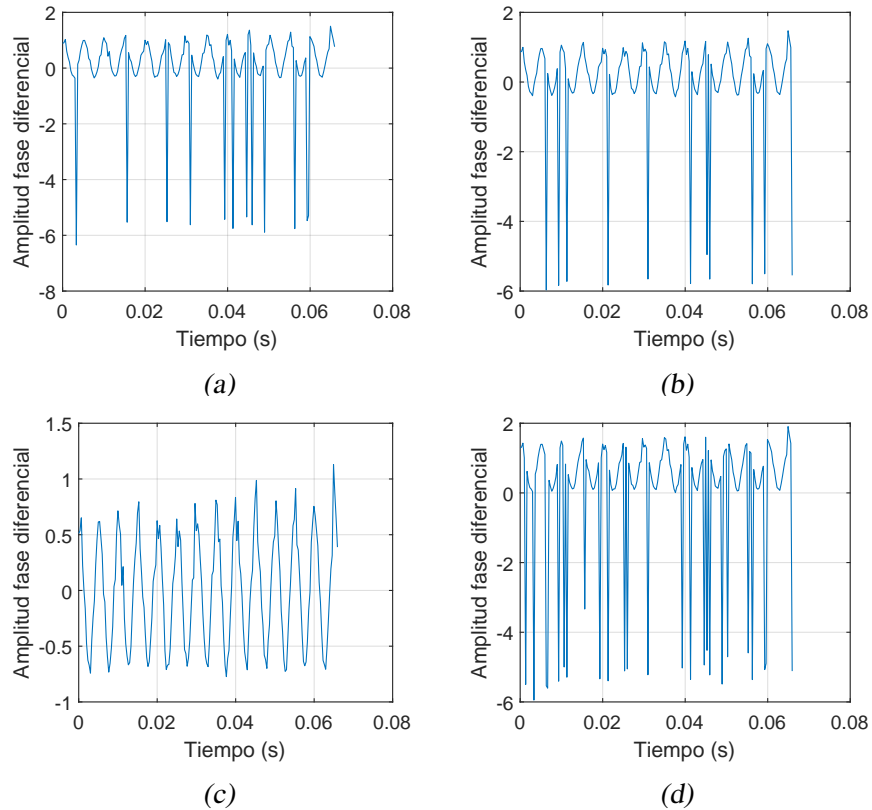 Amplitud fase diferencial
2
0
-2
-4
-6
-8
0 0.02 0.04 0.06 0.08
Tiempo (s)
(a)
Amplitud fase diferencial
2
0
-2
-4
-6
0 0.02 0.04 0.06 0.08
Tiempo (s)
(b)
Amplitud fase diferencial
1.5
1
0.5
0
-0.5
-1
0 0.02 0.04 0.06 0.08
Tiempo (s)
(c)
Amplitud fase diferencial
2
0
-2
-4
-6
0 0.02 0.04 0.06 0.08
Tiempo (s)
(d)